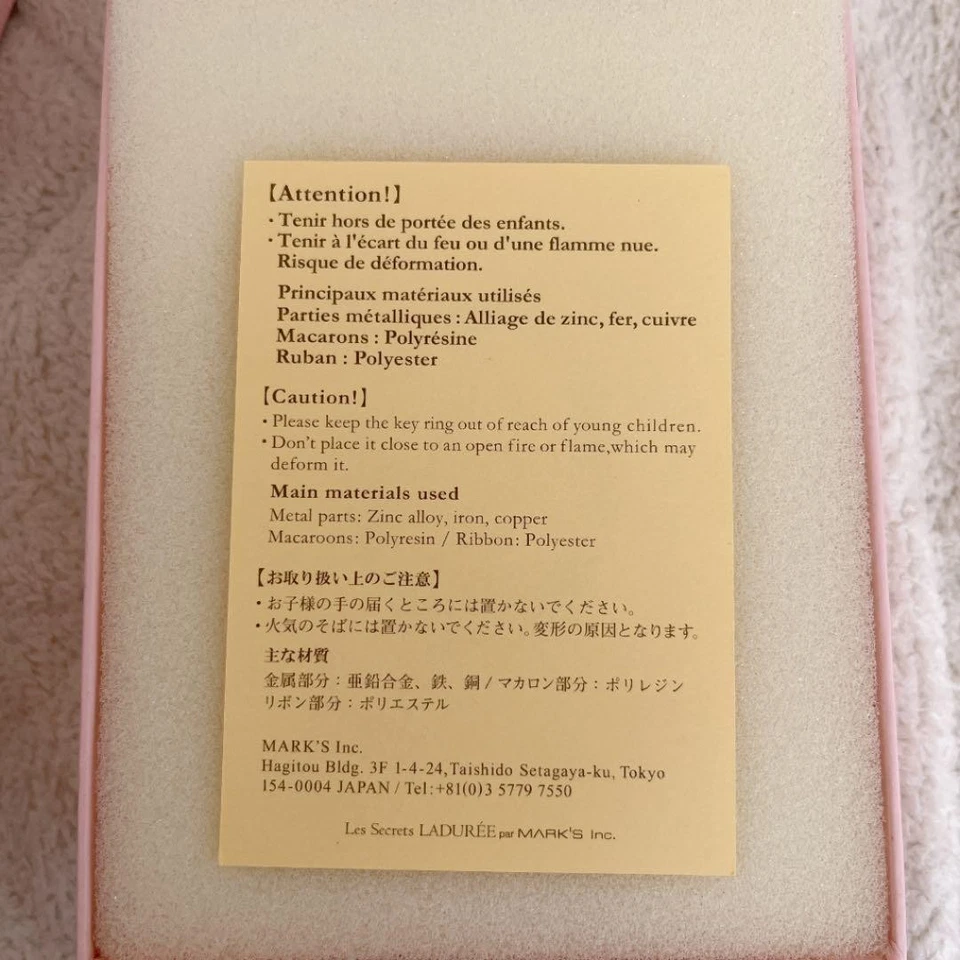 【Attention!】
・Tenir hors de portée des enfants.
・Tenir à l'écart du feu ou d'une flamme nue.
Risque de déformation.
Principaux matériaux utilisés
Parties métalliques : Alliage de zinc, fer, cuivre
Macarons : Polyrésine
Ruban : Polyester
【Caution!】
・Please keep the key ring out of reach of young children.
・Don't place it close to an open fire or flame,which may
deform it.
Main materials used
Metal parts: Zinc alloy, iron, copper
Macaroons: Polyresin / Ribbon: Polyester
【お取り扱い上のご注意】
・お子様の手の届くところには置かないでください。
・火気のそばには置かないでください。変形の原因となります。
主な材質
金属部分：亜鉛合金、鉄、銅 / マカロン部分：ポリレジン
リボン部分：ポリエステル
MARK'S Inc.
Hagitou Bldg. 3F 1-4-24,Taishido Setagaya-ku, Tokyo
154-0004 JAPAN / Tel:+81(0)3 5779 7550
Les Secrets LADURÉE par MARK'S Inc.